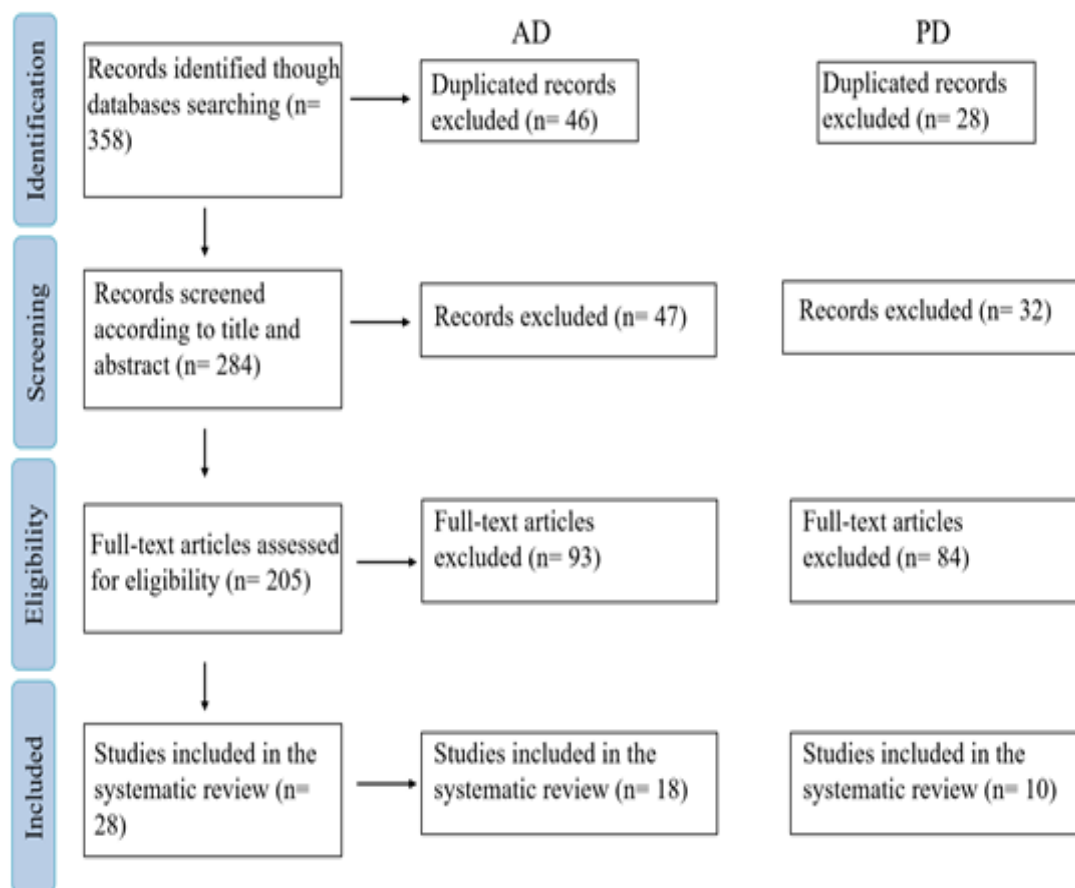 AD
PD
Identification
Records identified though
databases searching (n=
358)
Duplicated records
excluded (n= 46)
Duplicated records
excluded (n= 28)
Screening
Records screened
according to title and
abstract (n= 284)
Records excluded (n= 47)
Records excluded (n= 32)
Eligibility
Full-text articles assessed
for eligibility (n= 205)
Full-text articles
excluded (n= 93)
Full-text articles
excluded (n= 84)
Included
Studies included in the
systematic review (n=
28)
Studies included in the
systematic review (n= 18)
Studies included in the
systematic review (n= 10)